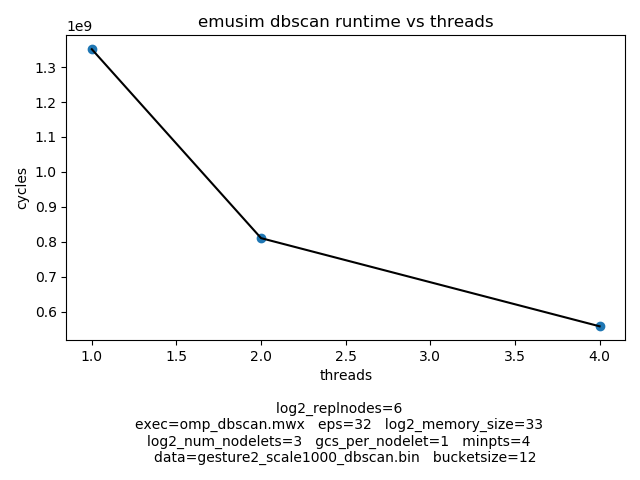 emusim dbscan runtime vs threads
1e9
1.3
1.2
1.1
1.0
0.9
0.8
0.7
0.6
cycles
1.0 1.5 2.0 2.5 3.0 3.5 4.0
threads
log2_replnodes=6
exec=omp_dbscan.mwx eps=32 log2_memory_size=33
log2_num_nodelets=3 gcs_per_nodelet=1 minpts=4
data=gesture2_scale1000_dbscan.bin bucketsize=12